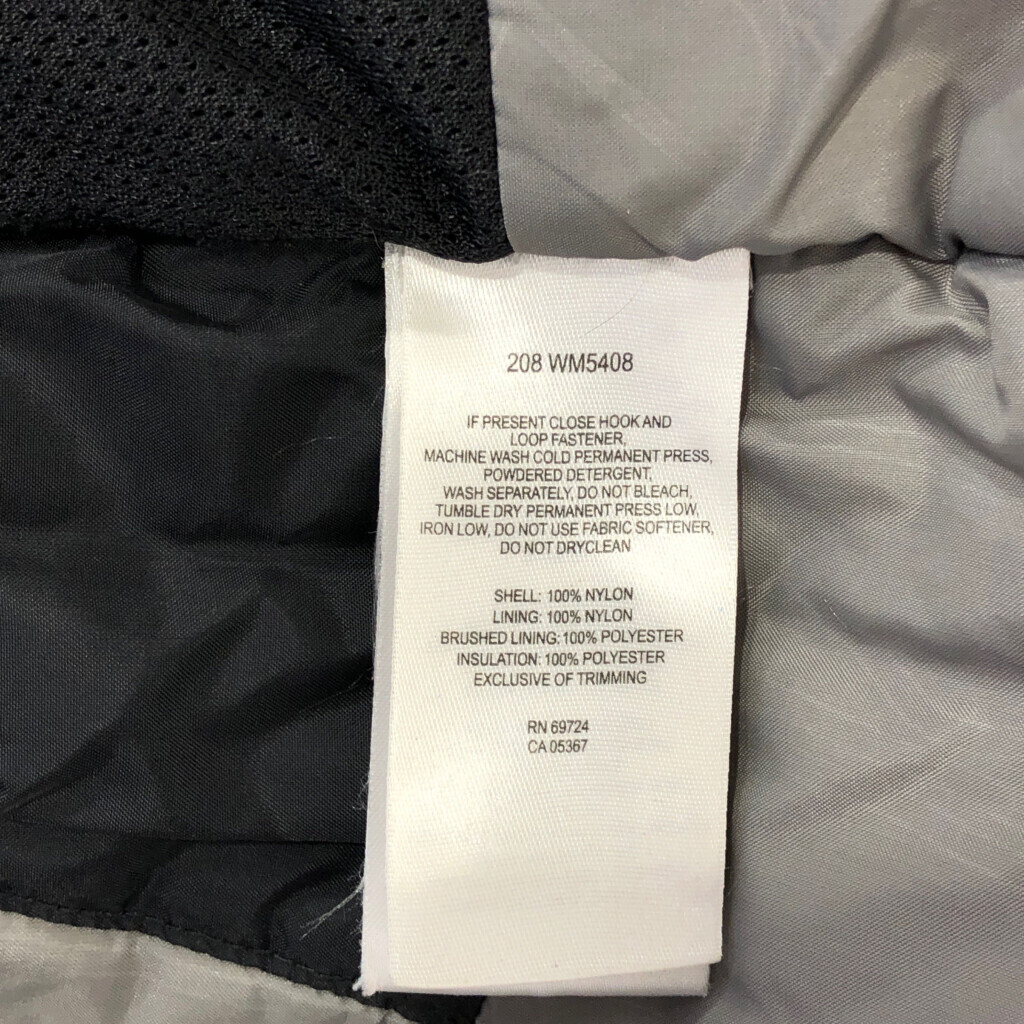 208 WM5408
IF PRESENT CLOSE HOOK AND
LOOP FASTENER,
MACHINE WASH COLD PERMANENT PRESS,
POWDERED DETERGENT,
WASH SEPARATELY, DO NOT BLEACH,
TUMBLE DRY PERMANENT PRESS LOW,
IRON LOW, DO NOT USE FABRIC SOFTENER,
DO NOT DRYCLEAN
SHELL: 100% NYLON
LINING: 100% NYLON
BRUSHED LINING: 100% POLYESTER
INSULATION: 100% POLYESTER
EXCLUSIVE OF TRIMMING
RN 69724
CA 05367